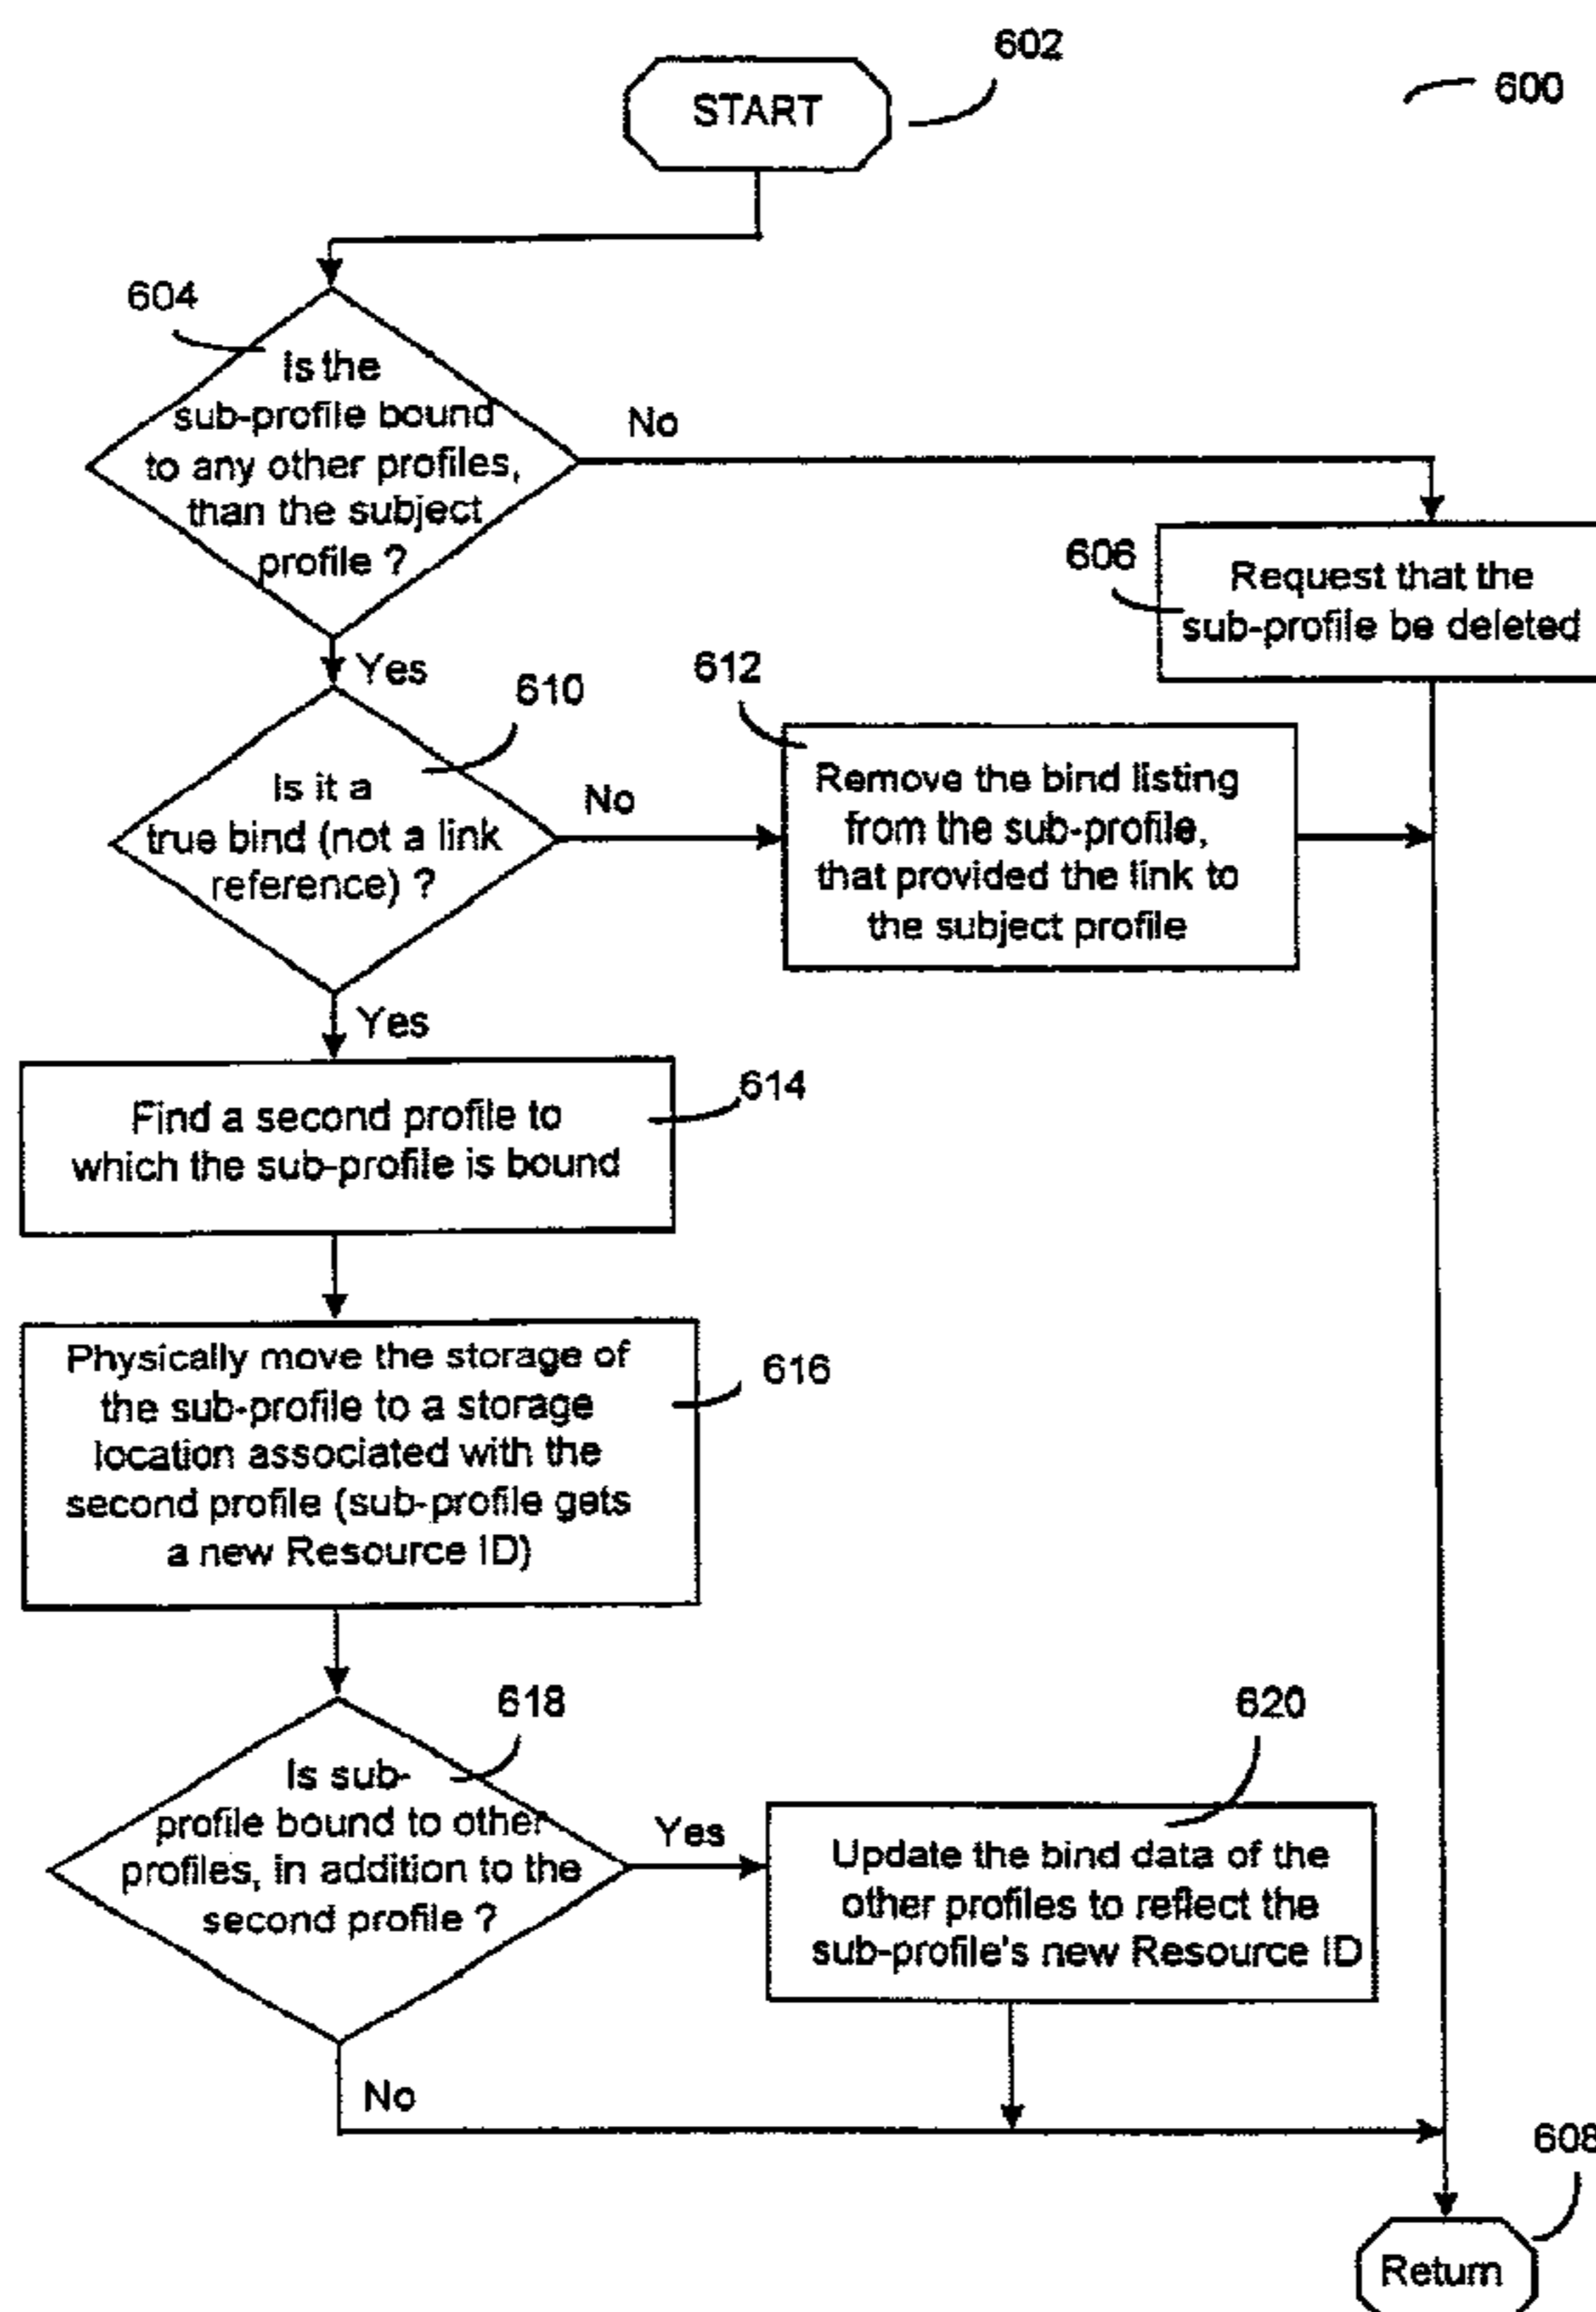 602
600
START
604
Is the
sub-profile bound
to any other profiles,
than the subject
profile ?
No
606
Request that the
sub-profile be deleted
Yes
610
612
Is it a
true bind (not a link
reference) ?
No
Remove the bind listing
from the sub-profile,
that provided the link to
the subject profile
Yes
614
Find a second profile to
which the sub-profile is bound
616
Physically move the storage of
the sub-profile to a storage
location associated with the
second profile (sub-profile gets
a new Resource ID)
618
620
Is sub-
profile bound to other
profiles, in addition to the
second profile ?
Yes
Update the bind data of the
other profiles to reflect the
sub-profile's new Resource ID
No
608
Return